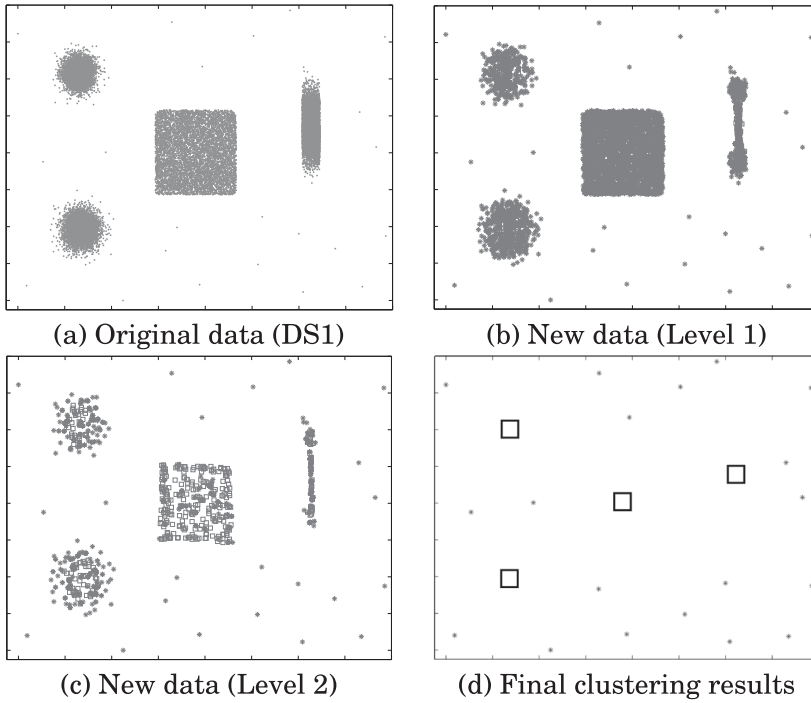 (a) Original data (DS1)
(b) New data (Level 1)
(c) New data (Level 2)
(d) Final clustering results